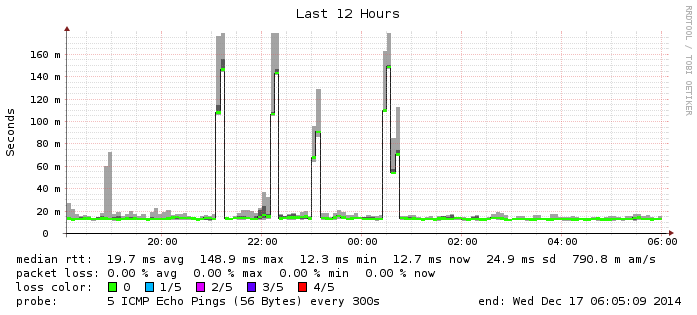 Last 12 Hours
RRDTOOL / TOBI OETIKER
Seconds
160 m
140 m
120 m
100 m
80 m
60 m
40 m
20 m
0
20:00 22:00 00:00 02:00 04:00 06:00
median rtt: 19.7 ms avg 148.9 ms max 12.3 ms min 12.7 ms now 24.9 ms sd 790.8 m am/s
packet loss: 0.00 % avg 0.00 % max 0.00 % min 0.00 % now
loss color: 0 1/5 2/5 3/5 4/5
probe: 5 ICMP Echo Pings (56 Bytes) every 300s end: Wed Dec 17 06:05:09 2014